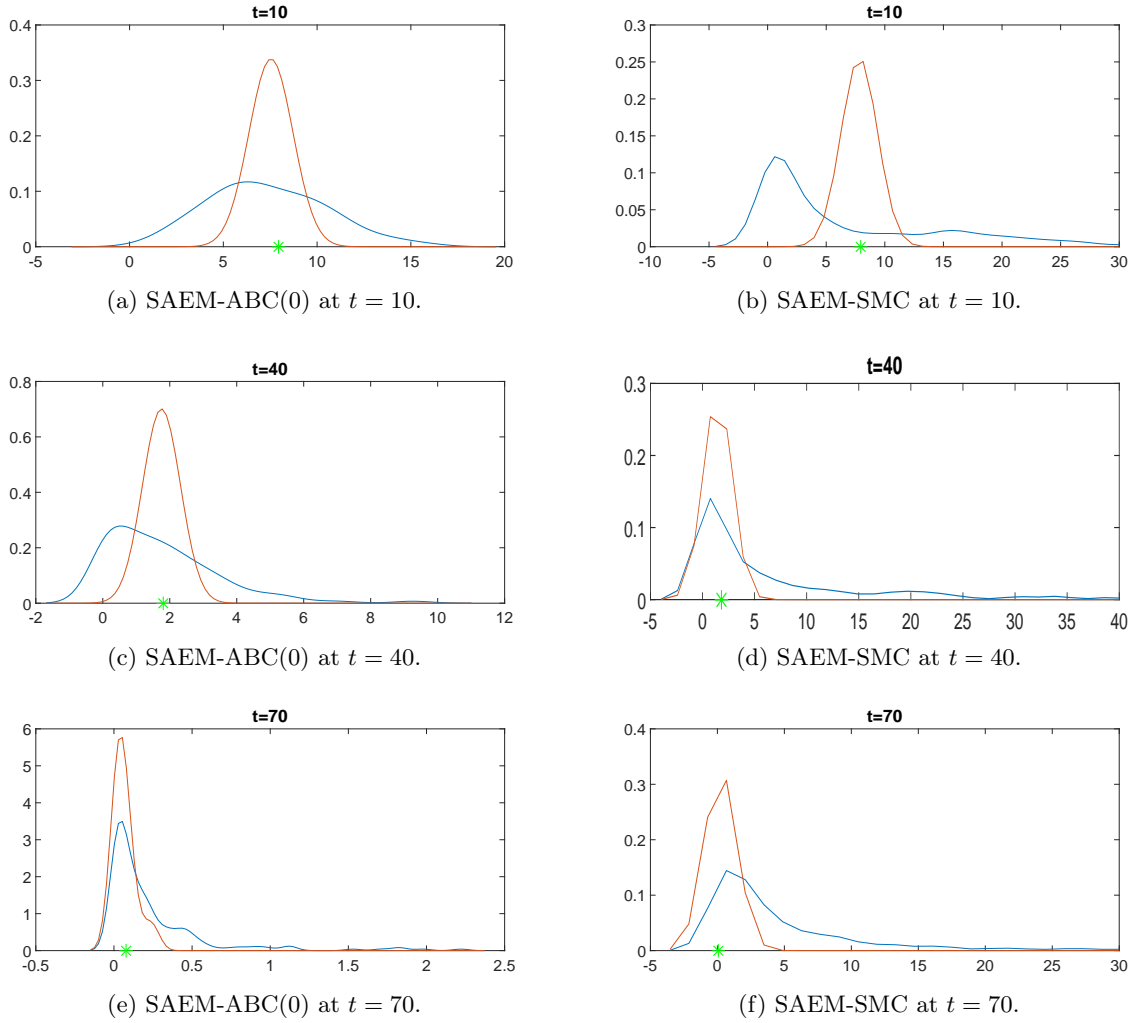 t=10
0.4
0.3
0.2
0.1
0
-5 0 5 10 15 20
(a) SAEM-ABC(0) at t = 10.
t=10
0.3
0.25
0.2
0.15
0.1
0.05
0
-10 -5 0 5 10 15 20 25 30
(b) SAEM-SMC at t = 10.
t=40
0.8
0.6
0.4
0.2
0
-2 0 2 4 6 8 10 12
(c) SAEM-ABC(0) at t = 40.
t=40
0.3
0.2
0.1
0
-5 0 5 10 15 20 25 30 35 40
(d) SAEM-SMC at t = 40.
t=70
6
5
4
3
2
1
0
-0.5 0 0.5 1 1.5 2 2.5
(e) SAEM-ABC(0) at t = 70.
t=70
0.4
0.3
0.2
0.1
0
-5 0 5 10 15 20 25 30
(f) SAEM-SMC at t = 70.